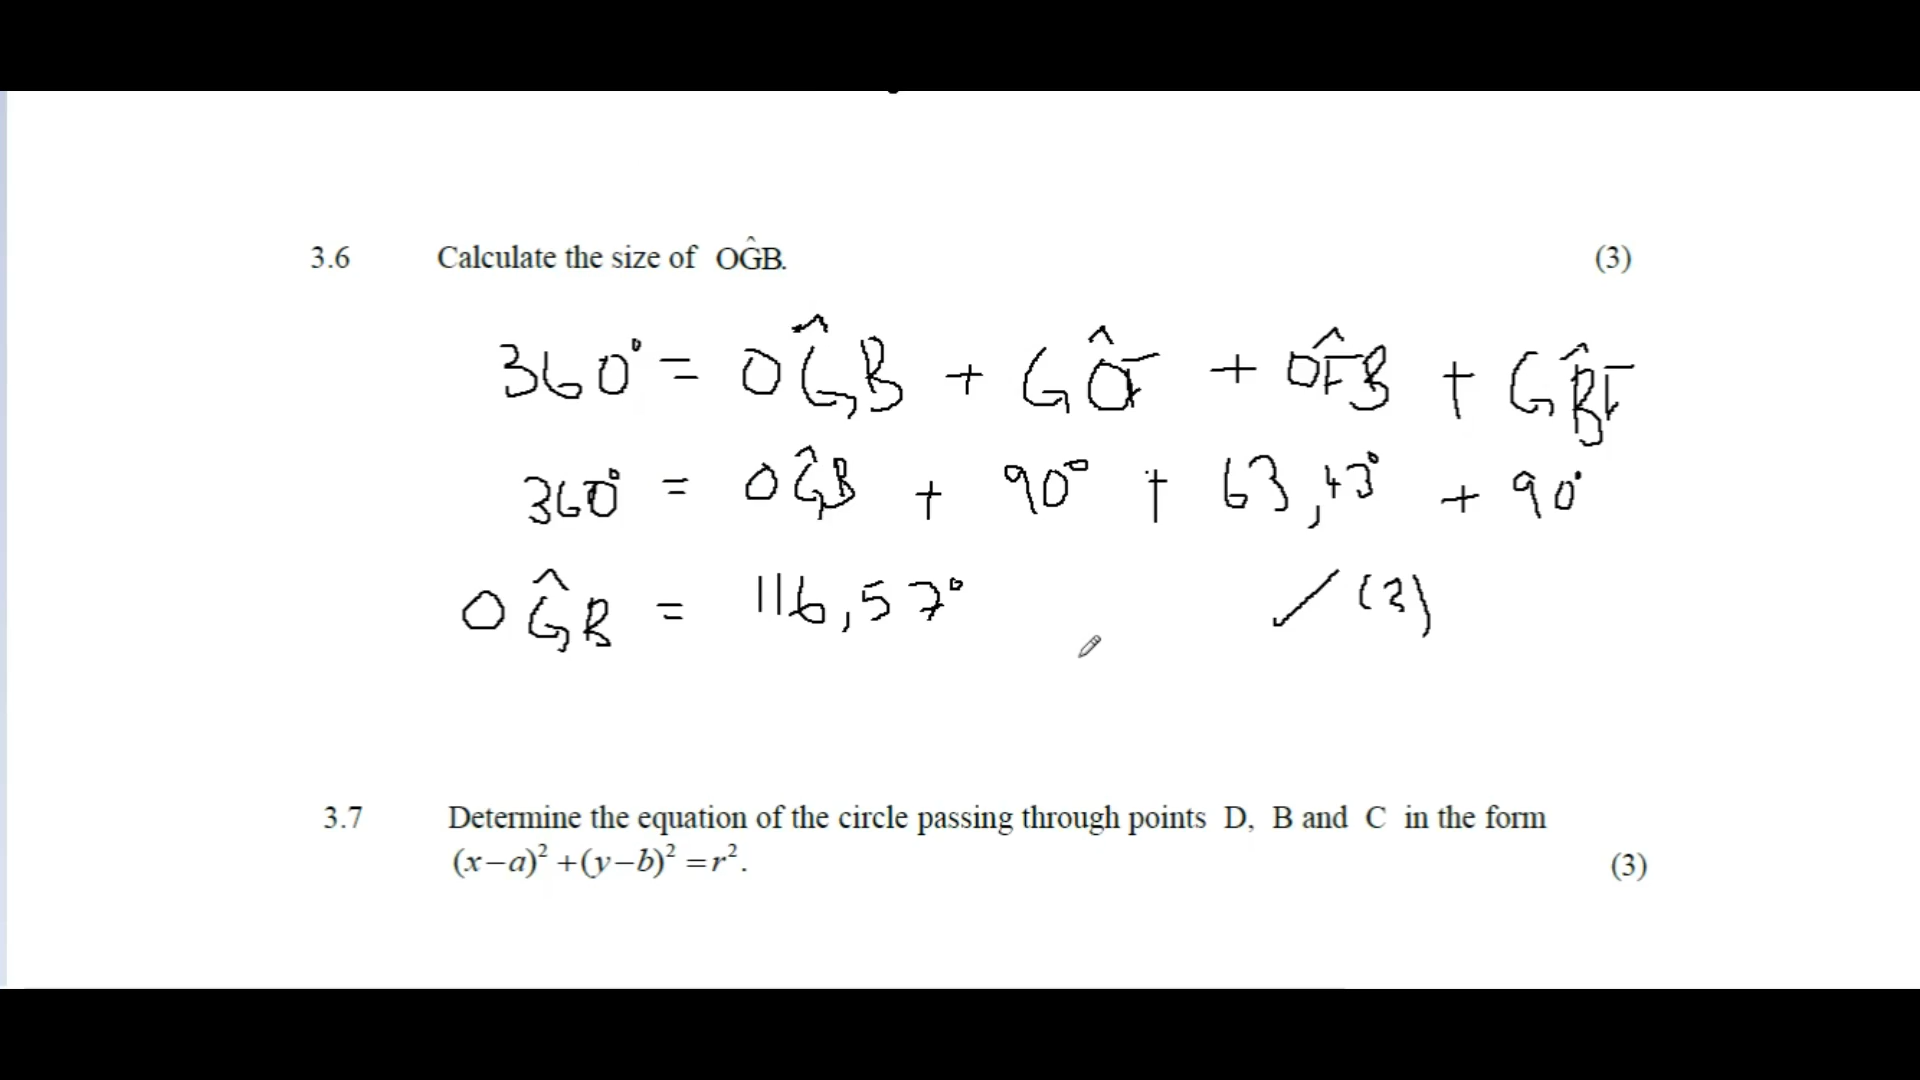 3.6 Calculate the size of OĜB. (3)
360° = OĜB + GÔF + OF̂B + GB̂F
360° = OĜB + 90° + 63,43° + 90°
OĜB = 116,57° ✓ (3)
3.7 Determine the equation of the circle passing through points D, B and C in the form
(x−a)² +(y−b)² =r². (3)